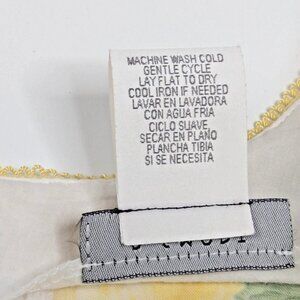 MACHINE WASH COLD
GENTLE CYCLE
LAY FLAT TO DRY
COOL IRON IF NEEDED
LAVAR EN LAVADORA
CON AGUA FRIA
CICLO SUAVE,
SECAR EN PLANO
PLANCHA TIBIA
SI SE NECESITA